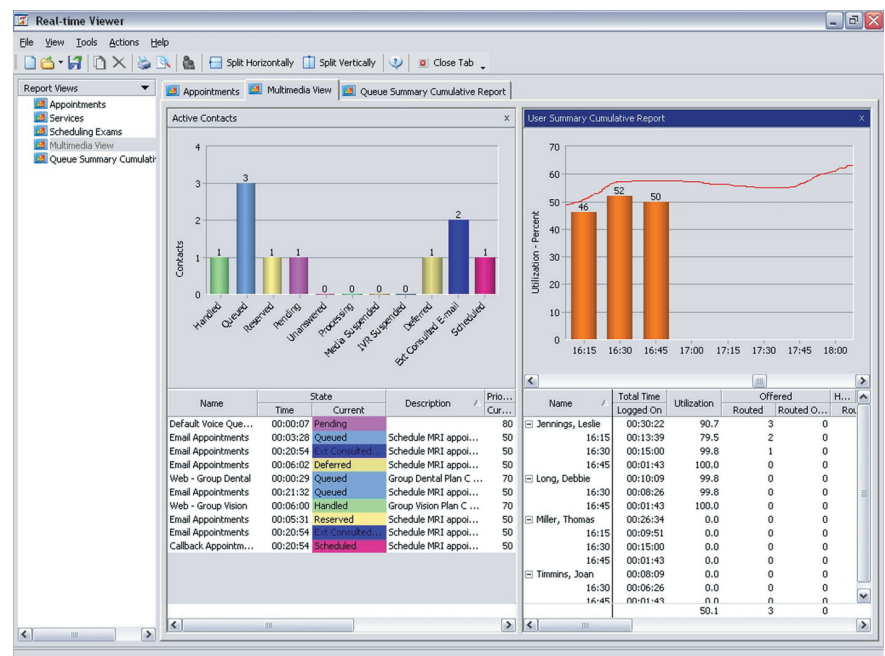 Real-time Viewer
File View Tools Actions Help
Split Horizontally Split Vertically Close Tab
Report Views
Appointments
Services
Scheduling Exams
Multimedia View
Queue Summary Cumulati
Appointments Multimedia View Queue Summary Cumulative Report
Active Contacts x
4
3
2
1
0
Contacts
1 3 1 1 0 0 0 0 1 2 1
Handled Queued Reserved Pending Unanswered Processing Media Suspended IVR Suspended Deferred Ext Consulted E-mail Scheduled
Name State Description Prio...
Time Current Cur...
Default Voice Que... 00:00:07 Pending 80
Email Appointments 00:03:28 Queued Schedule MRI appoi... 50
Email Appointments 00:20:54 Ext Consulted... Schedule MRI appoi... 50
Email Appointments 00:06:02 Deferred Schedule MRI appoi... 50
Web - Group Dental 00:00:29 Queued Group Dental Plan C ... 70
Email Appointments 00:21:32 Queued Schedule MRI appoi... 50
Web - Group Vision 00:06:00 Handled Group Vision Plan C ... 70
Email Appointments 00:05:31 Reserved Schedule MRI appoi... 50
Email Appointments 00:20:54 Ext Consulted... Schedule MRI appoi... 50
Callback Appointm... 00:20:54 Scheduled Schedule MRI appoi... 50
User Summary Cumulative Report x
70
60
50
40
30
20
10
0
Utilization - Percent
46 52 50
16:15 16:30 16:45 17:00 17:15 17:30 17:45 18:00
Name Total Time Utilization Offered H...
Logged On Routed Routed O... Rou
Jennings, Leslie 00:30:22 90.7 3 0
16:15 00:13:39 79.5 2 0
16:30 00:15:00 99.8 1 0
16:45 00:01:43 100.0 0 0
Long, Debbie 00:10:09 99.8 0 0
16:30 00:08:26 99.8 0 0
16:45 00:01:43 100.0 0 0
Miller, Thomas 00:26:34 0.0 0 0
16:15 00:09:51 0.0 0 0
16:30 00:15:00 0.0 0 0
16:45 00:01:43 0.0 0 0
Timmins, Joan 00:08:09 0.0 0 0
16:30 00:06:26 0.0 0 0
16:45 00:01:43 0.0 0 0
50.1 3 0